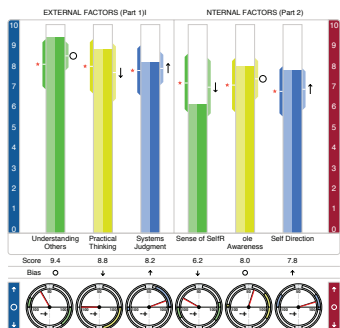 EXTERNAL FACTORS (Part 1)I NTERNAL FACTORS (Part 2)
10 10
9 9
8 8
7 7
6 6
5 5
4 4
3 3
2 2
1 1
0 0
Understanding Others Practical Thinking Systems Judgment Sense of SelfR ole Awareness Self Direction
Score 9.4 8.8 8.2 6.2 8.0 7.8
Bias